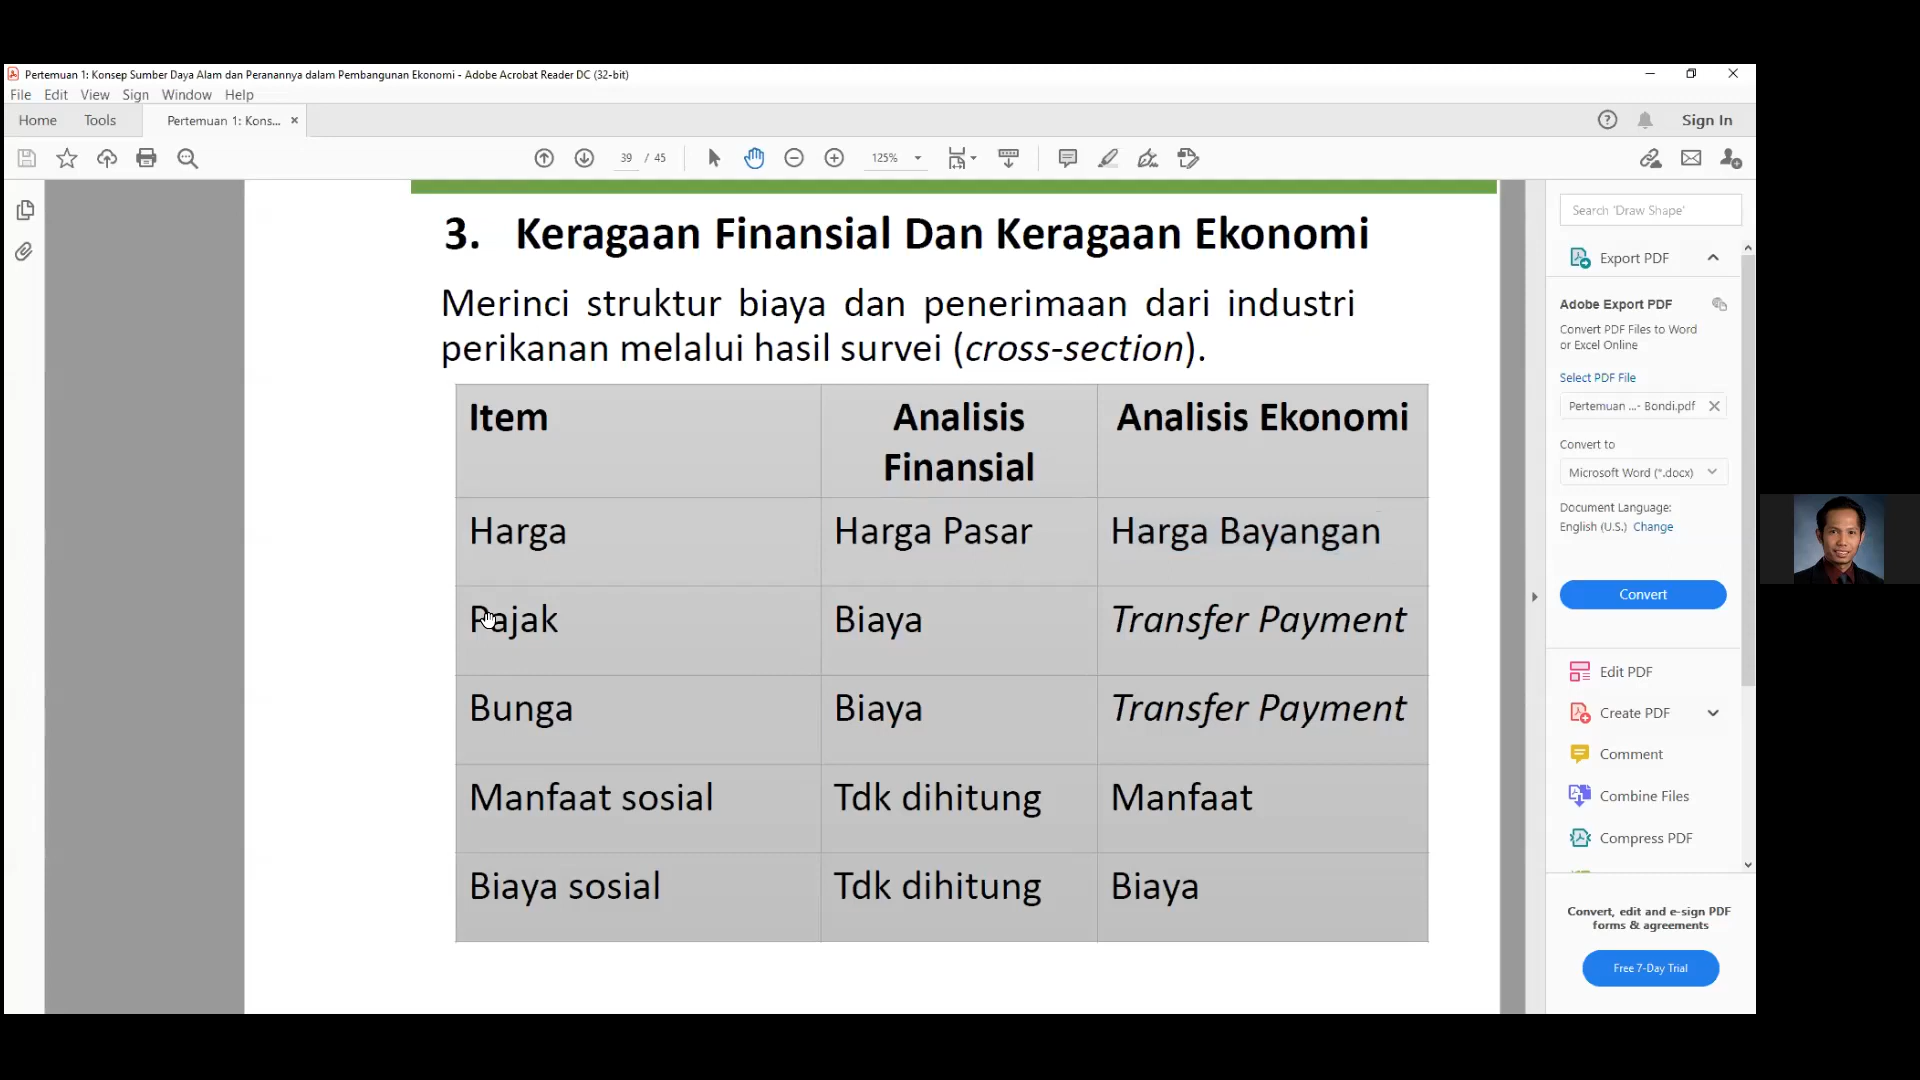 Pertemuan 1: Konsep Sumber Daya Alam dan Peranannya dalam Pembangunan Ekonomi - Adobe Acrobat Reader DC (32-bit)
File Edit View Sign Window Help
Home Tools Pertemuan 1: Kons... × Sign In
39 / 45 125%
3. Keragaan Finansial Dan Keragaan Ekonomi
Merinci struktur biaya dan penerimaan dari industri
perikanan melalui hasil survei (cross-section).
Item Analisis Finansial Analisis Ekonomi
Harga Harga Pasar Harga Bayangan
Pajak Biaya Transfer Payment
Bunga Biaya Transfer Payment
Manfaat sosial Tdk dihitung Manfaat
Biaya sosial Tdk dihitung Biaya
Search 'Draw Shape'
Export PDF
Adobe Export PDF
Convert PDF Files to Word
or Excel Online
Select PDF File
Pertemuan ...- Bondi.pdf
Convert to
Microsoft Word (*.docx)
Document Language:
English (U.S.) Change
Convert
Edit PDF
Create PDF
Comment
Combine Files
Compress PDF
Convert, edit and e-sign PDF
forms & agreements
Free 7-Day Trial